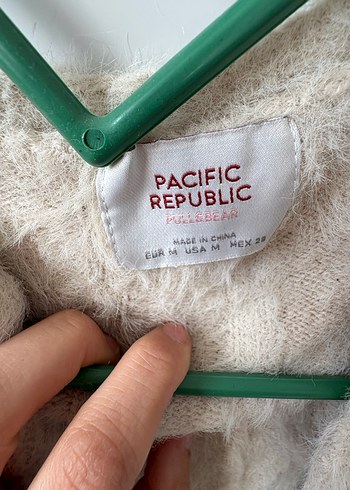 PACIFIC
REPUBLIC
PULL&BEAR
MADE IN CHINA
EUR M USA M MEX 28